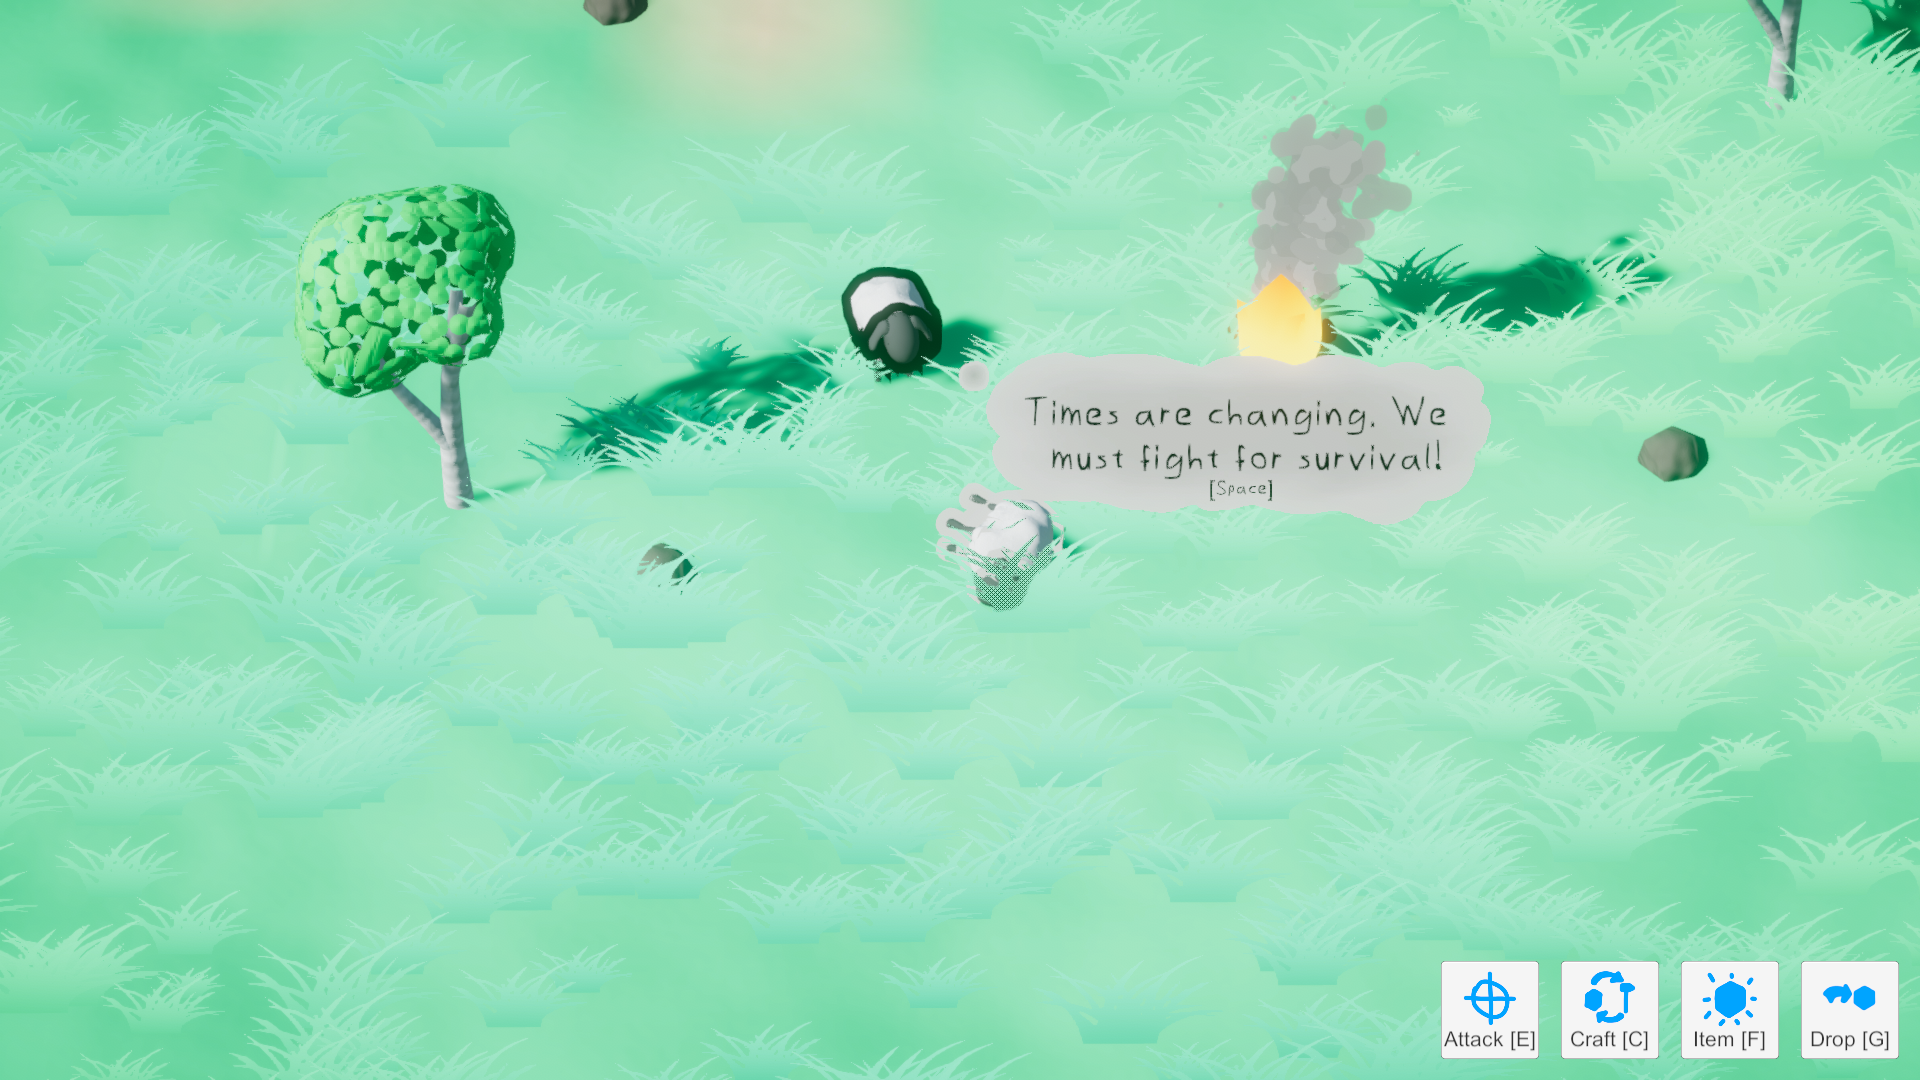 Times are changing. We
must fight for survival!
[Space]
Attack [E]
Craft [C]
Item [F]
Drop [G]